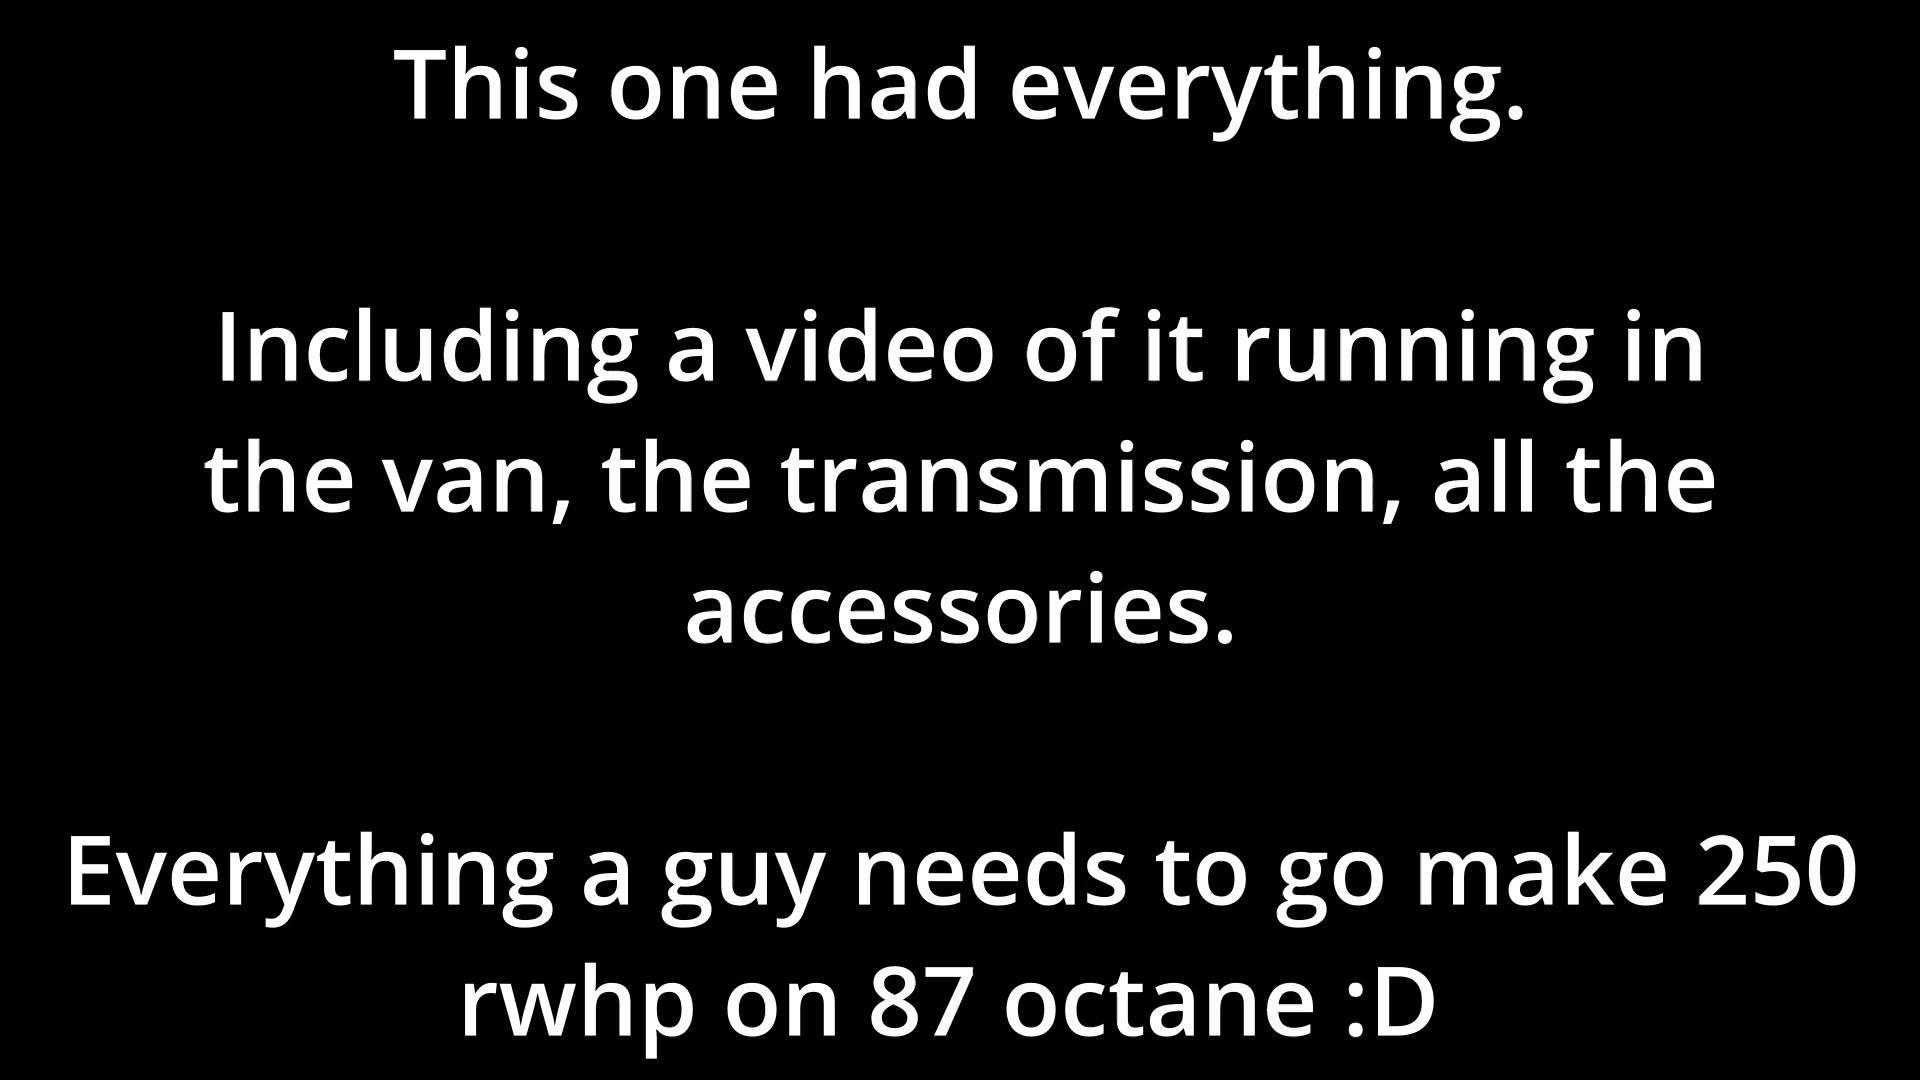 This one had everything.
Including a video of it running in
the van, the transmission, all the
accessories.
Everything a guy needs to go make 250
rwhp on 87 octane :D